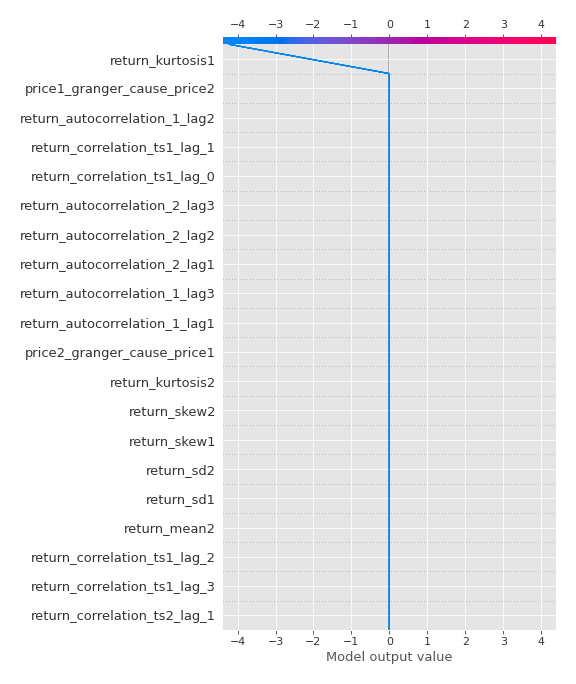 −4 −3 −2 −1 0 1 2 3 4
return_kurtosis1
price1_granger_cause_price2
return_autocorrelation_1_lag2
return_correlation_ts1_lag_1
return_correlation_ts1_lag_0
return_autocorrelation_2_lag3
return_autocorrelation_2_lag2
return_autocorrelation_2_lag1
return_autocorrelation_1_lag3
return_autocorrelation_1_lag1
price2_granger_cause_price1
return_kurtosis2
return_skew2
return_skew1
return_sd2
return_sd1
return_mean2
return_correlation_ts1_lag_2
return_correlation_ts1_lag_3
return_correlation_ts2_lag_1
−4 −3 −2 −1 0 1 2 3 4
Model output value